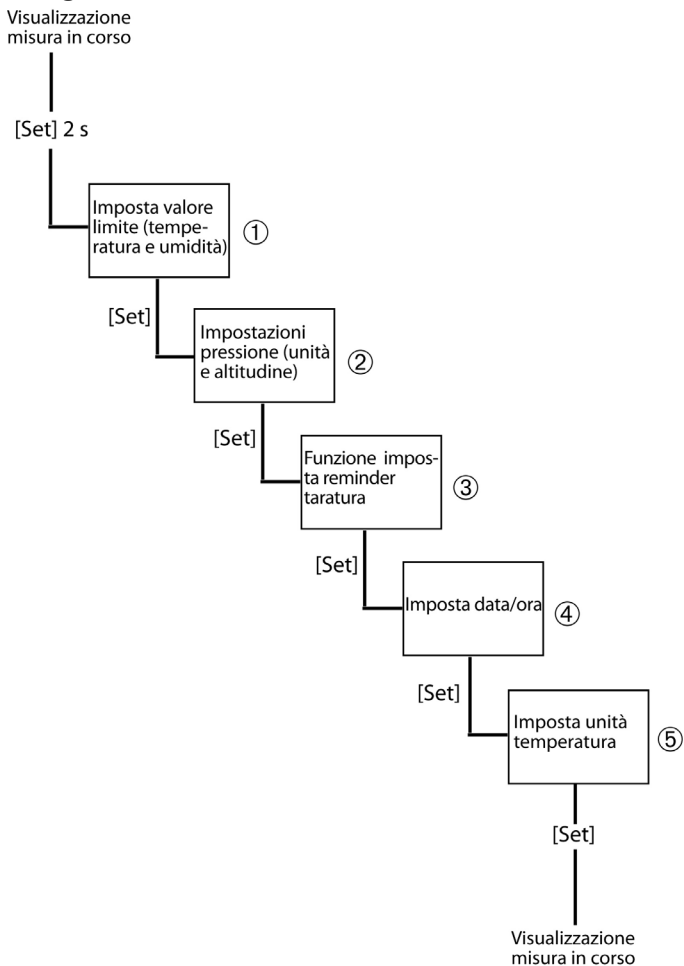 Visualizzazione
misura in corso
[Set] 2 s
Imposta valore
limite (tempe-
ratura e umidità)
①
[Set]
Impostazioni
pressione (unità
e altitudine)
②
[Set]
Funzione impos-
ta reminder
taratura
③
[Set]
Imposta data/ora
④
[Set]
Imposta unità
temperatura
⑤
[Set]
Visualizzazione
misura in corso